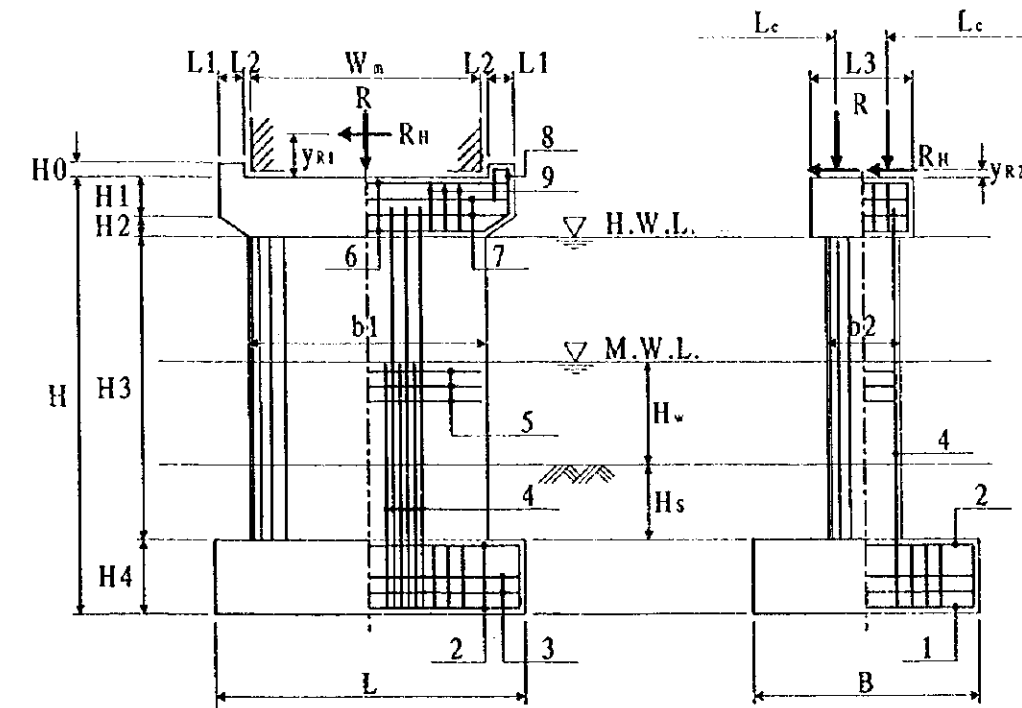 Lc Lc
L1 L2 Wm L2 L1 L3
R R
RH 8
H0 yR1 RH yR2
H1 9
H2 H.W.L.
6 7
b1 b2
M.W.L.
H H3 Hw
5
4 4
Hs 2
H4
2 3 1
L B